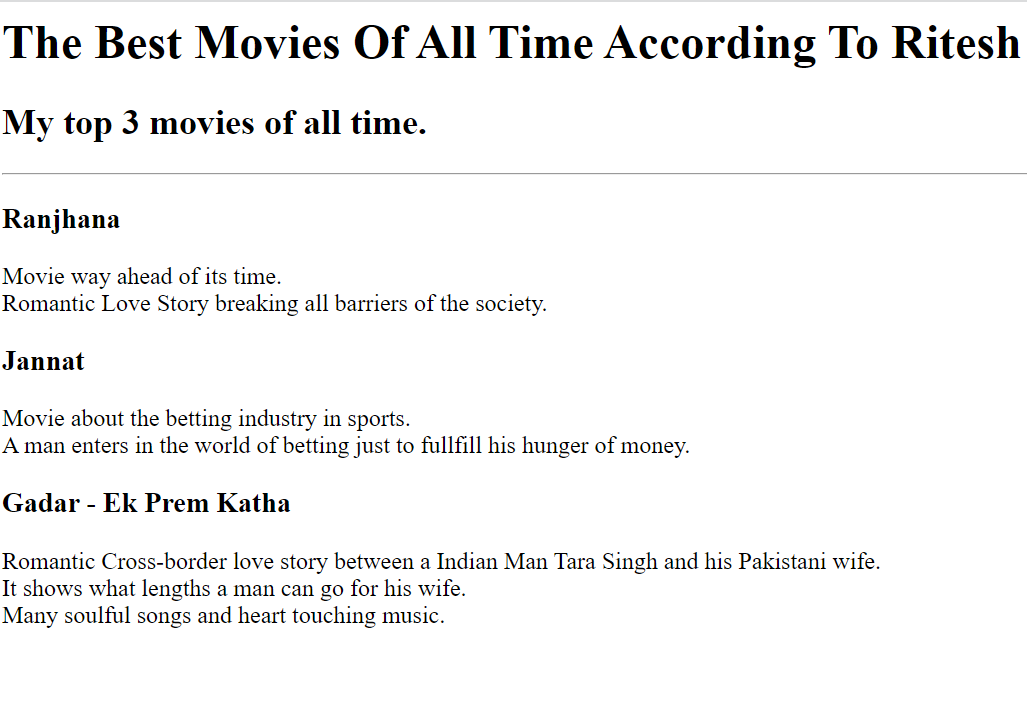 The Best Movies Of All Time According To Ritesh
My top 3 movies of all time.
Ranjhana
Movie way ahead of its time.
Romantic Love Story breaking all barriers of the society.
Jannat
Movie about the betting industry in sports.
A man enters in the world of betting just to fullfill his hunger of money.
Gadar - Ek Prem Katha
Romantic Cross-border love story between a Indian Man Tara Singh and his Pakistani wife.
It shows what lengths a man can go for his wife.
Many soulful songs and heart touching music.